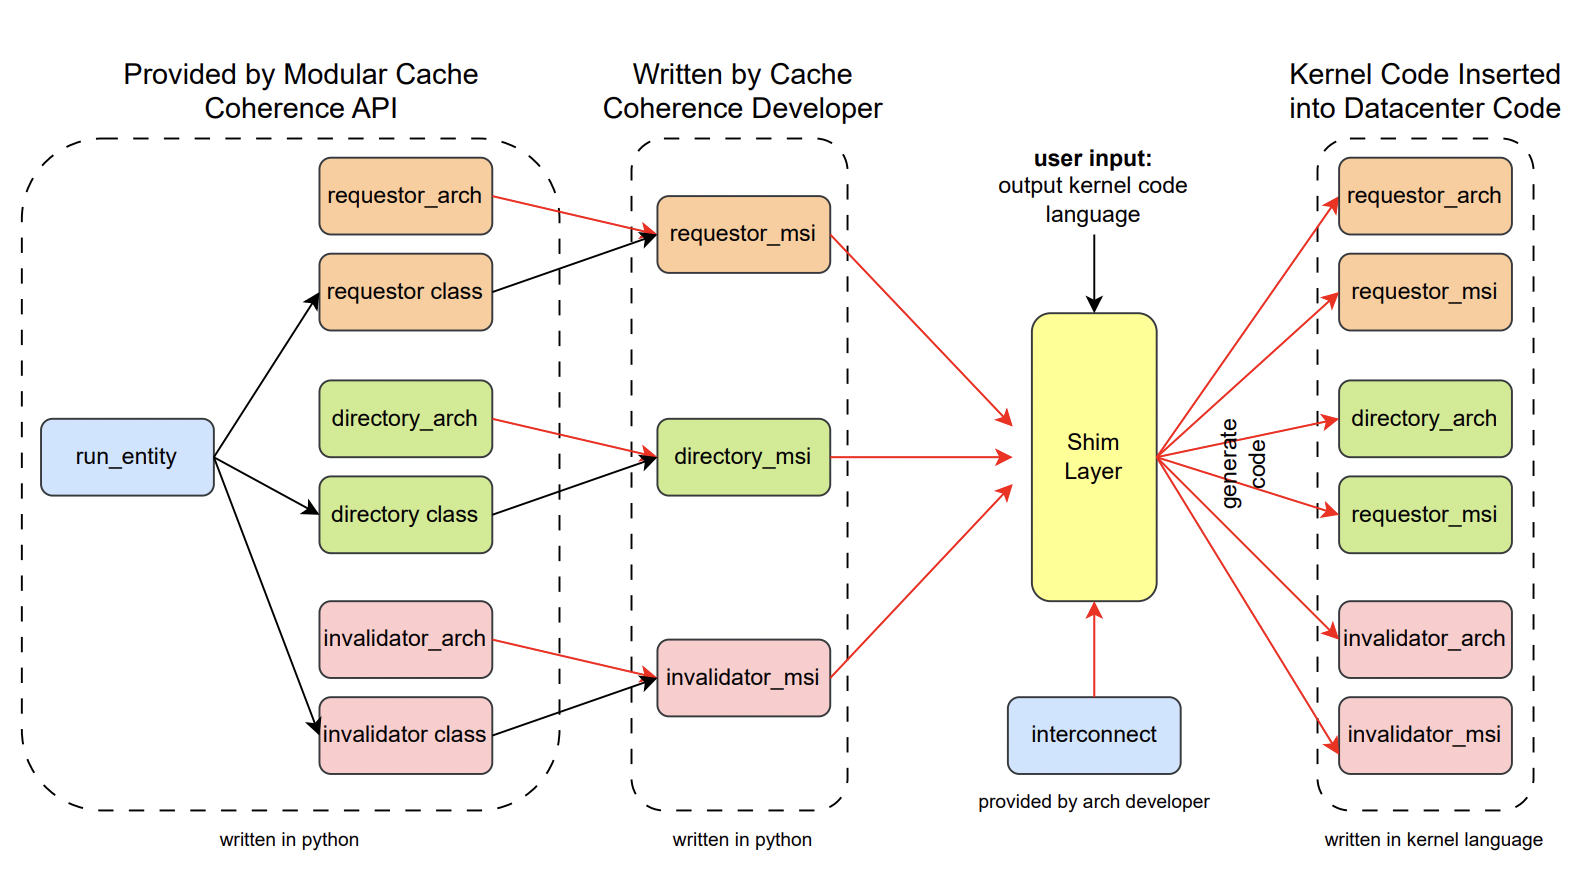 Provided by Modular Cache
Coherence API
Written by Cache
Coherence Developer
Kernel Code Inserted
into Datacenter Code
user input:
output kernel code
language
requestor_arch
requestor class
directory_arch
run_entity
directory class
invalidator_arch
invalidator class
requestor_msi
directory_msi
invalidator_msi
Shim
Layer
generate
code
interconnect
provided by arch developer
requestor_arch
requestor_msi
directory_arch
requestor_msi
invalidator_arch
invalidator_msi
written in python
written in python
written in kernel language